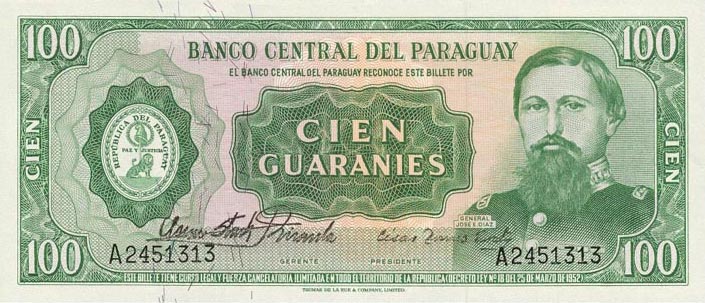 100
BANCO CENTRAL DEL PARAGUAY
100
EL BANCO CENTRAL DEL PARAGUAY RECONOCE ESTE BILLETE POR
CIEN
REPUBLICA DEL PARAGUAY
PAZ Y JUSTICIA
CIEN
GUARANIES
CIEN
GENERAL
JOSE E. DIAZ
A2451313
A2451313
GERENTE
PRESIDENTE
100
100
ESTE BILLETE TIENE CURSO LEGAL Y FUERZA CANCELATORIA ILIMITADA EN TODO EL TERRITORIO DE LA REPUBLICA (DECRETO LEY Nº 18 DEL 25 DE MARZO DE 1952)
THOMAS DE LA RUE & COMPANY, LIMITED.